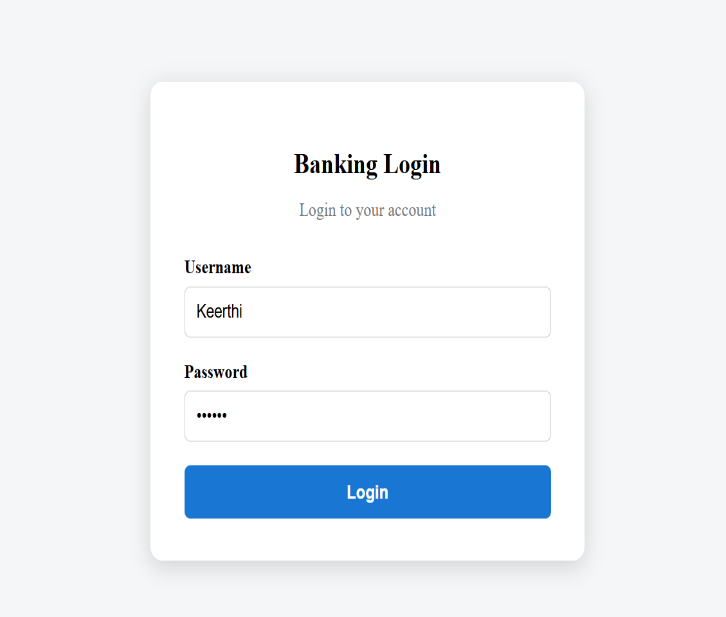 Banking Login
Login to your account
Username
Keerthi
Password
••••••
Login